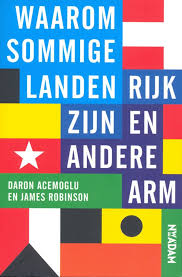 WAAROM
SOMMIGE
LANDEN RIJK
ZIJN EN
ANDERE
ARM
DARON ACEMOGLU
EN JAMES ROBINSON
NIEUW
AMSTERDAM